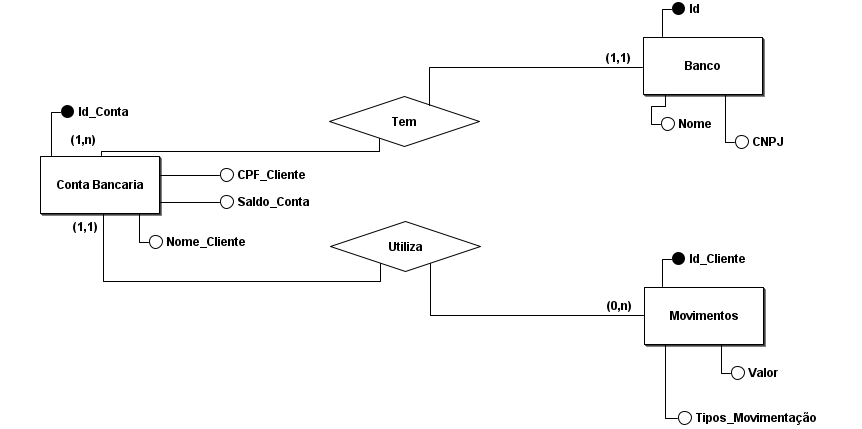 Id
(1,1)
Banco
Id_Conta
Tem
Nome
(1,n)
CNPJ
CPF_Cliente
Conta Bancaria
Saldo_Conta
(1,1)
Nome_Cliente
Utiliza
Id_Cliente
(0,n)
Movimentos
Valor
Tipos_Movimentação